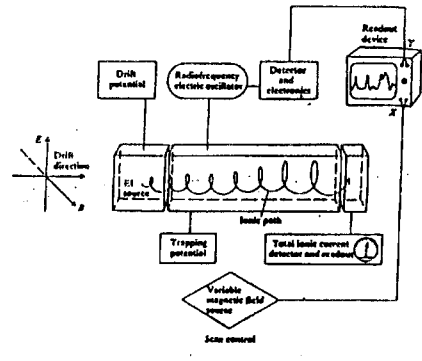 Readout
device
Y
X
Drift
potential
Radiofrequency
electric oscillator
Detector
and
electronics
E
Drift
direction
B
EI
source
Ionic path
Trapping
potential
Total ionic current
detector and readout
Variable
magnetic field
source
Scan control